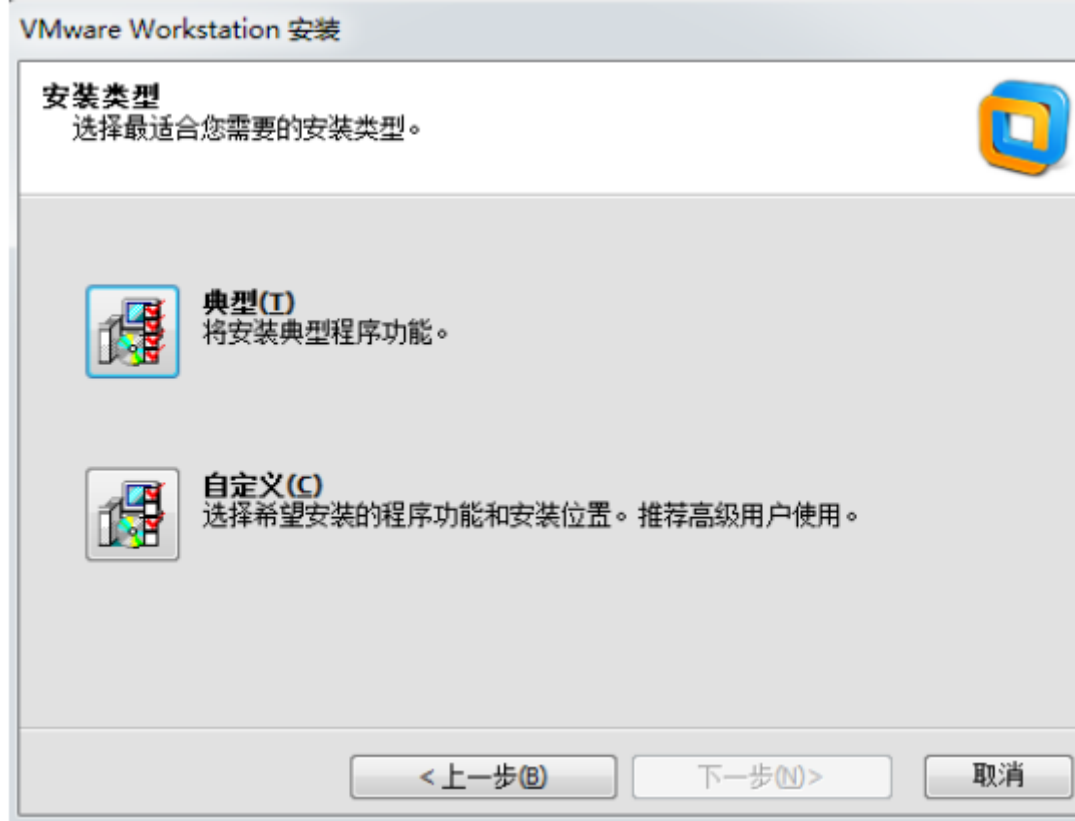 VMware Workstation 安装
安装类型
选择最适合您需要的安装类型。
典型(T)
将安装典型程序功能。
自定义(C)
选择希望安装的程序功能和安装位置。推荐高级用户使用。
<上一步(B)
下一步(N)>
取消